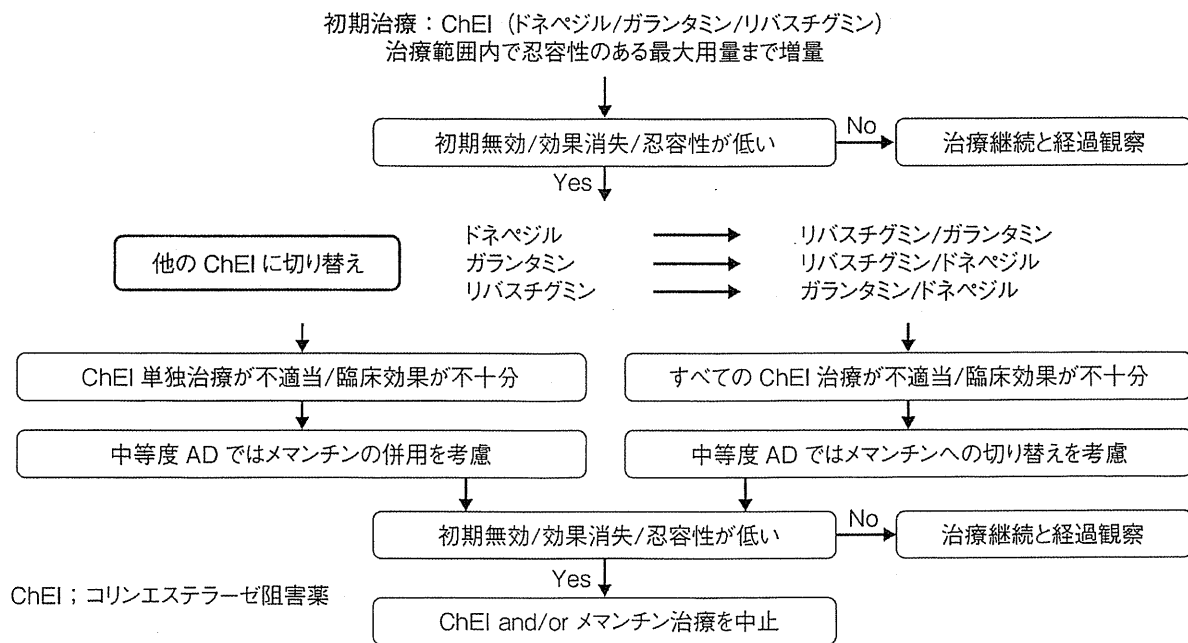 初期治療:ChEI(ドネペジル/ガランタミン/リバスチグミン)
治療範囲内で忍容性のある最大用量まで増量
初期無効/効果消失/忍容性が低い
No
治療継続と経過観察
Yes
他の ChEI に切り替え
ドネペジル
リバスチグミン/ガランタミン
ガランタミン
リバスチグミン/ドネペジル
リバスチグミン
ガランタミン/ドネペジル
ChEI 単独治療が不適当/臨床効果が不十分
すべての ChEI 治療が不適当/臨床効果が不十分
中等度 AD ではメマンチンの併用を考慮
中等度 AD ではメマンチンへの切り替えを考慮
初期無効/効果消失/忍容性が低い
No
治療継続と経過観察
Yes
ChEI;コリンエステラーゼ阻害薬
ChEI and/or メマンチン治療を中止